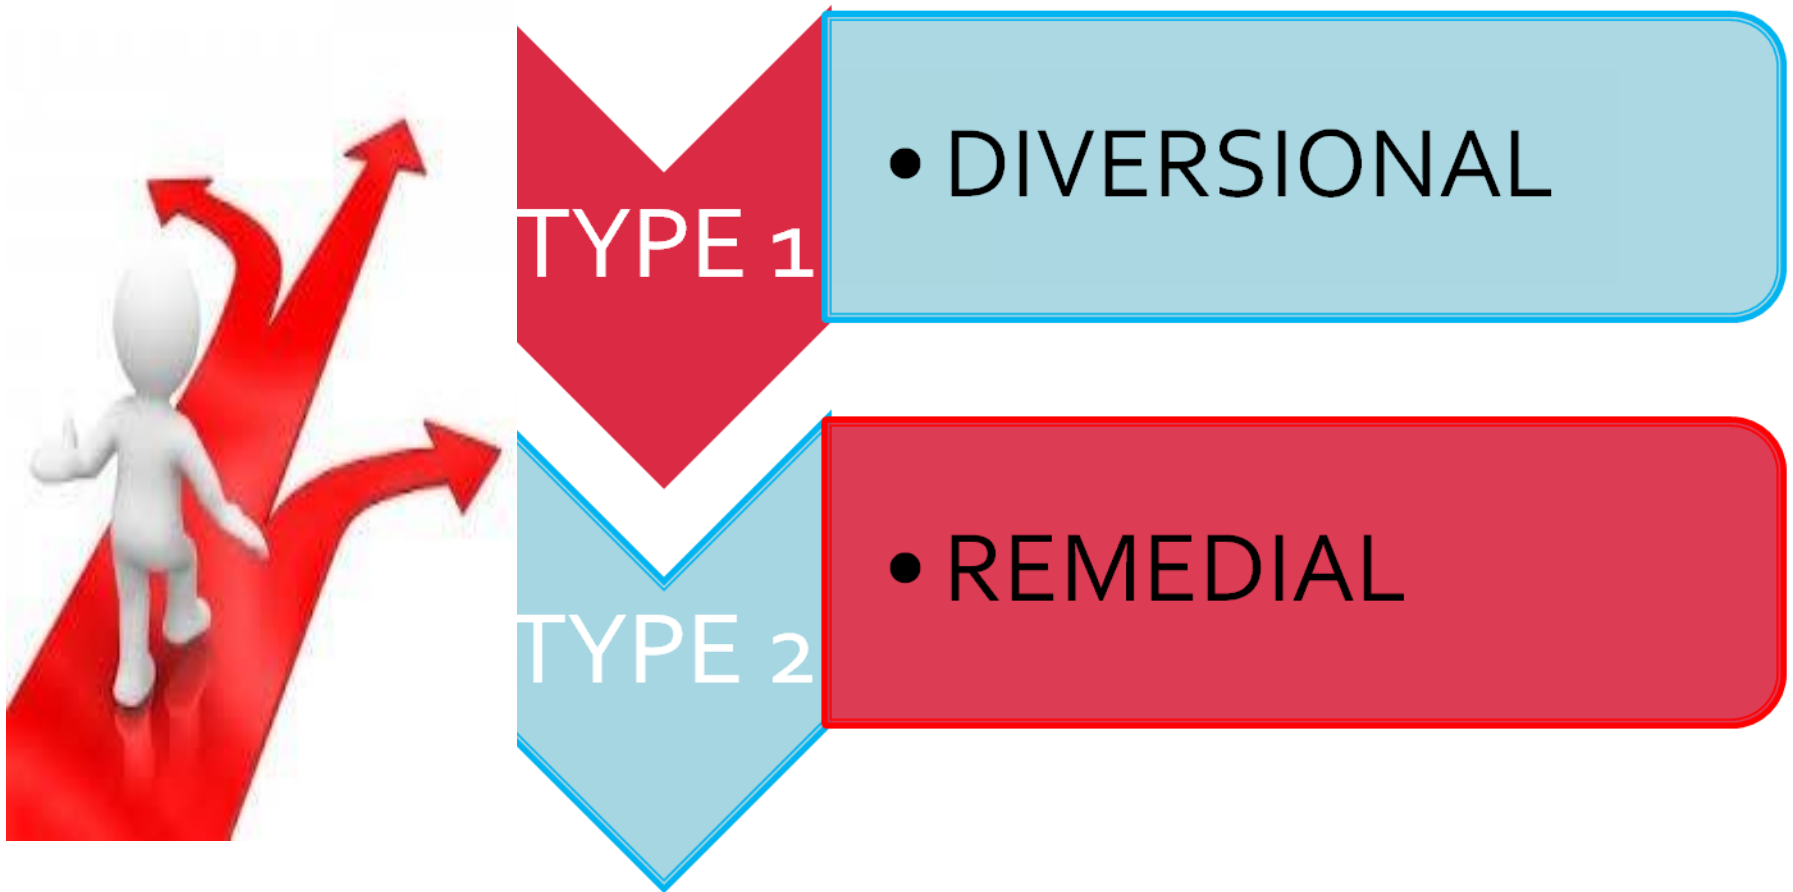 TYPE 1
• DIVERSIONAL
TYPE 2
• REMEDIAL